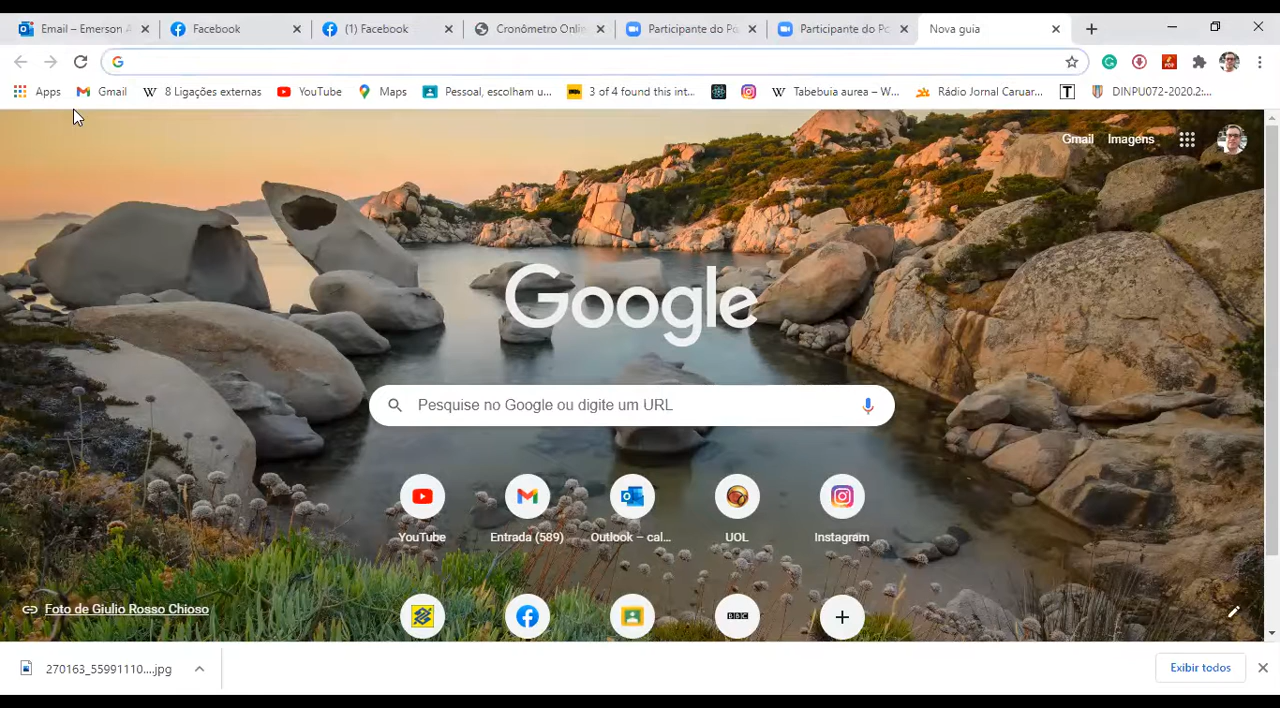 Email – Emerson A
Facebook
(1) Facebook
Cronômetro Onlin
Participante do Po
Participante do Po
Nova guia
Apps
Gmail
8 Ligações externas
YouTube
Maps
Pessoal, escolham u...
3 of 4 found this int...
Tabebuia aurea – W...
Rádio Jornal Caruar...
T
DINPU072-2020.2:...
Gmail
Imagens
Google
Pesquise no Google ou digite um URL
YouTube
Entrada (589)
Outlook – cal...
UOL
Instagram
BBC
Foto de Giulio Rosso Chioso
270163_55991110....jpg
Exibir todos